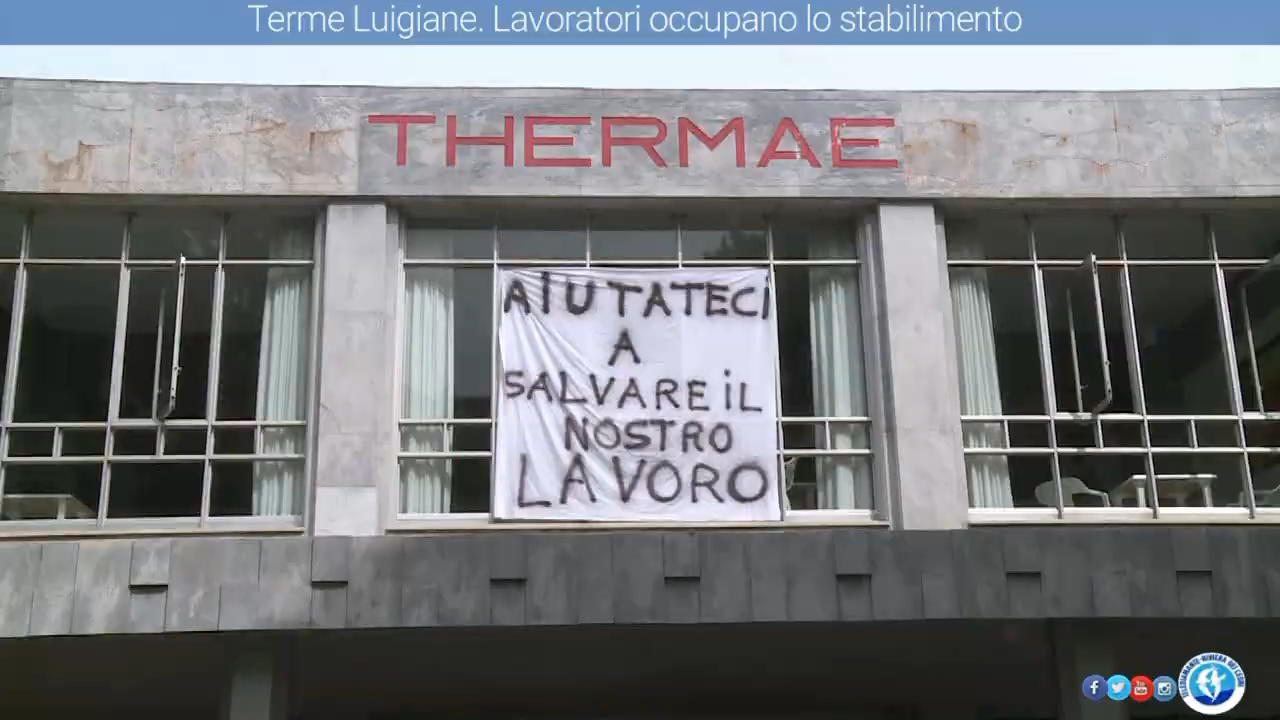 Terme Luigiane. Lavoratori occupano lo stabilimento
THERMAE
AIUTATECI
A
SALVARE IL
NOSTRO
LAVORO